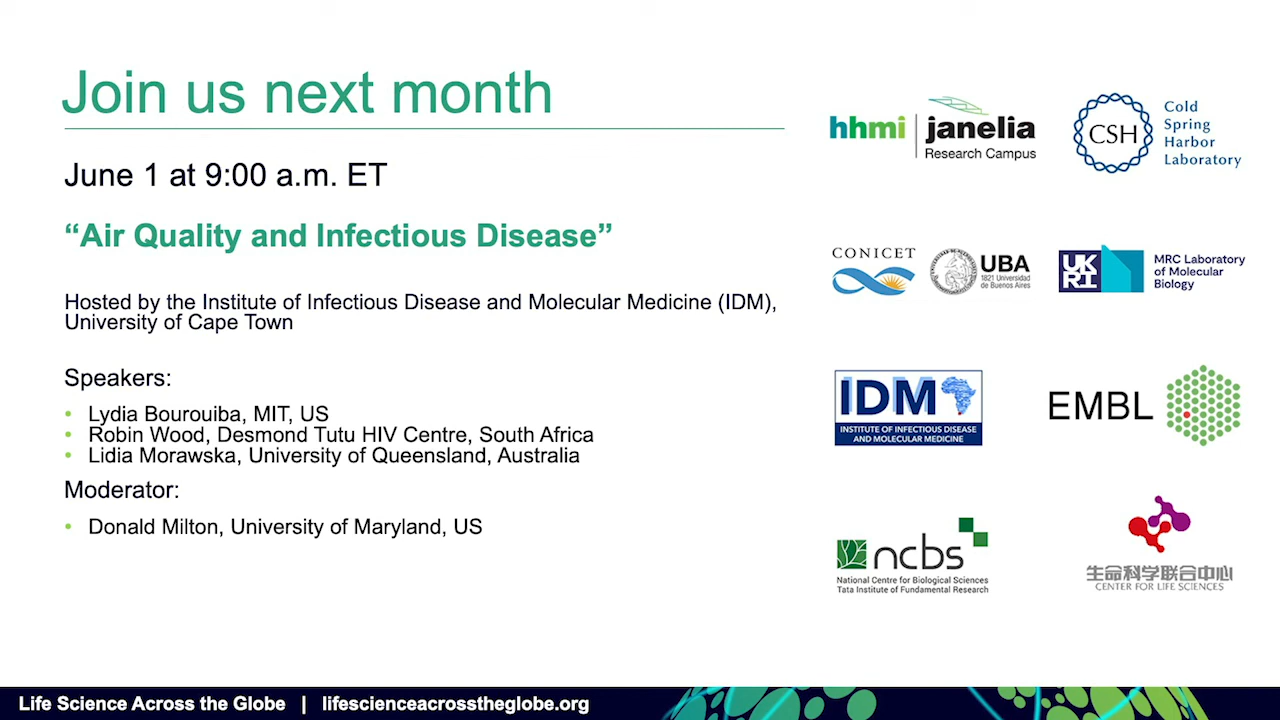 Join us next month
June 1 at 9:00 a.m. ET
“Air Quality and Infectious Disease”
Hosted by the Institute of Infectious Disease and Molecular Medicine (IDM),
University of Cape Town
Speakers:
• Lydia Bourouiba, MIT, US
• Robin Wood, Desmond Tutu HIV Centre, South Africa
• Lidia Morawska, University of Queensland, Australia
Moderator:
• Donald Milton, University of Maryland, US
hhmi | janelia
Research Campus
CSH
Cold
Spring
Harbor
Laboratory
CONICET
UBA
1821 Universidad
de Buenos Aires
UK
RI
MRC Laboratory
of Molecular
Biology
IDM
INSTITUTE OF INFECTIOUS DISEASE
AND MOLECULAR MEDICINE
EMBL
ncbs
National Centre for Biological Sciences
Tata Institute of Fundamental Research
生命科学联合中心
CENTER FOR LIFE SCIENCES
Life Science Across the Globe | lifescienceacrosstheglobe.org